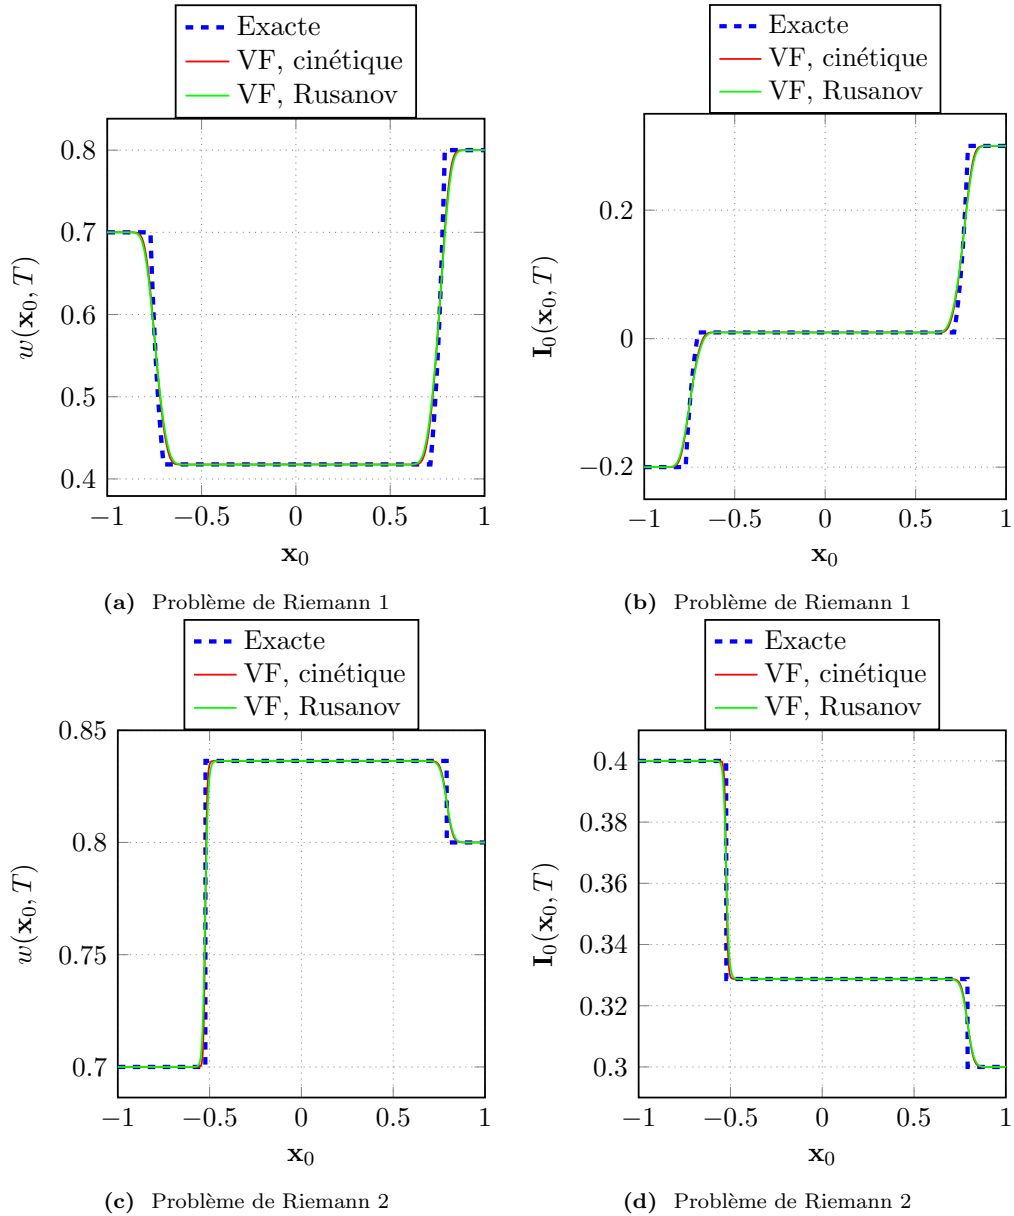 Exacte
VF, cinétique
VF, Rusanov
0.8
0.7
0.6
0.5
0.4
−1
−0.5
0
0.5
1
w(x₀, T)
x₀
(a) Problème de Riemann 1
Exacte
VF, cinétique
VF, Rusanov
0.2
0
−0.2
−1
−0.5
0
0.5
1
I₀(x₀, T)
x₀
(b) Problème de Riemann 1
Exacte
VF, cinétique
VF, Rusanov
0.85
0.8
0.75
0.7
−1
−0.5
0
0.5
1
w(x₀, T)
x₀
(c) Problème de Riemann 2
Exacte
VF, cinétique
VF, Rusanov
0.4
0.38
0.36
0.34
0.32
0.3
−1
−0.5
0
0.5
1
I₀(x₀, T)
x₀
(d) Problème de Riemann 2